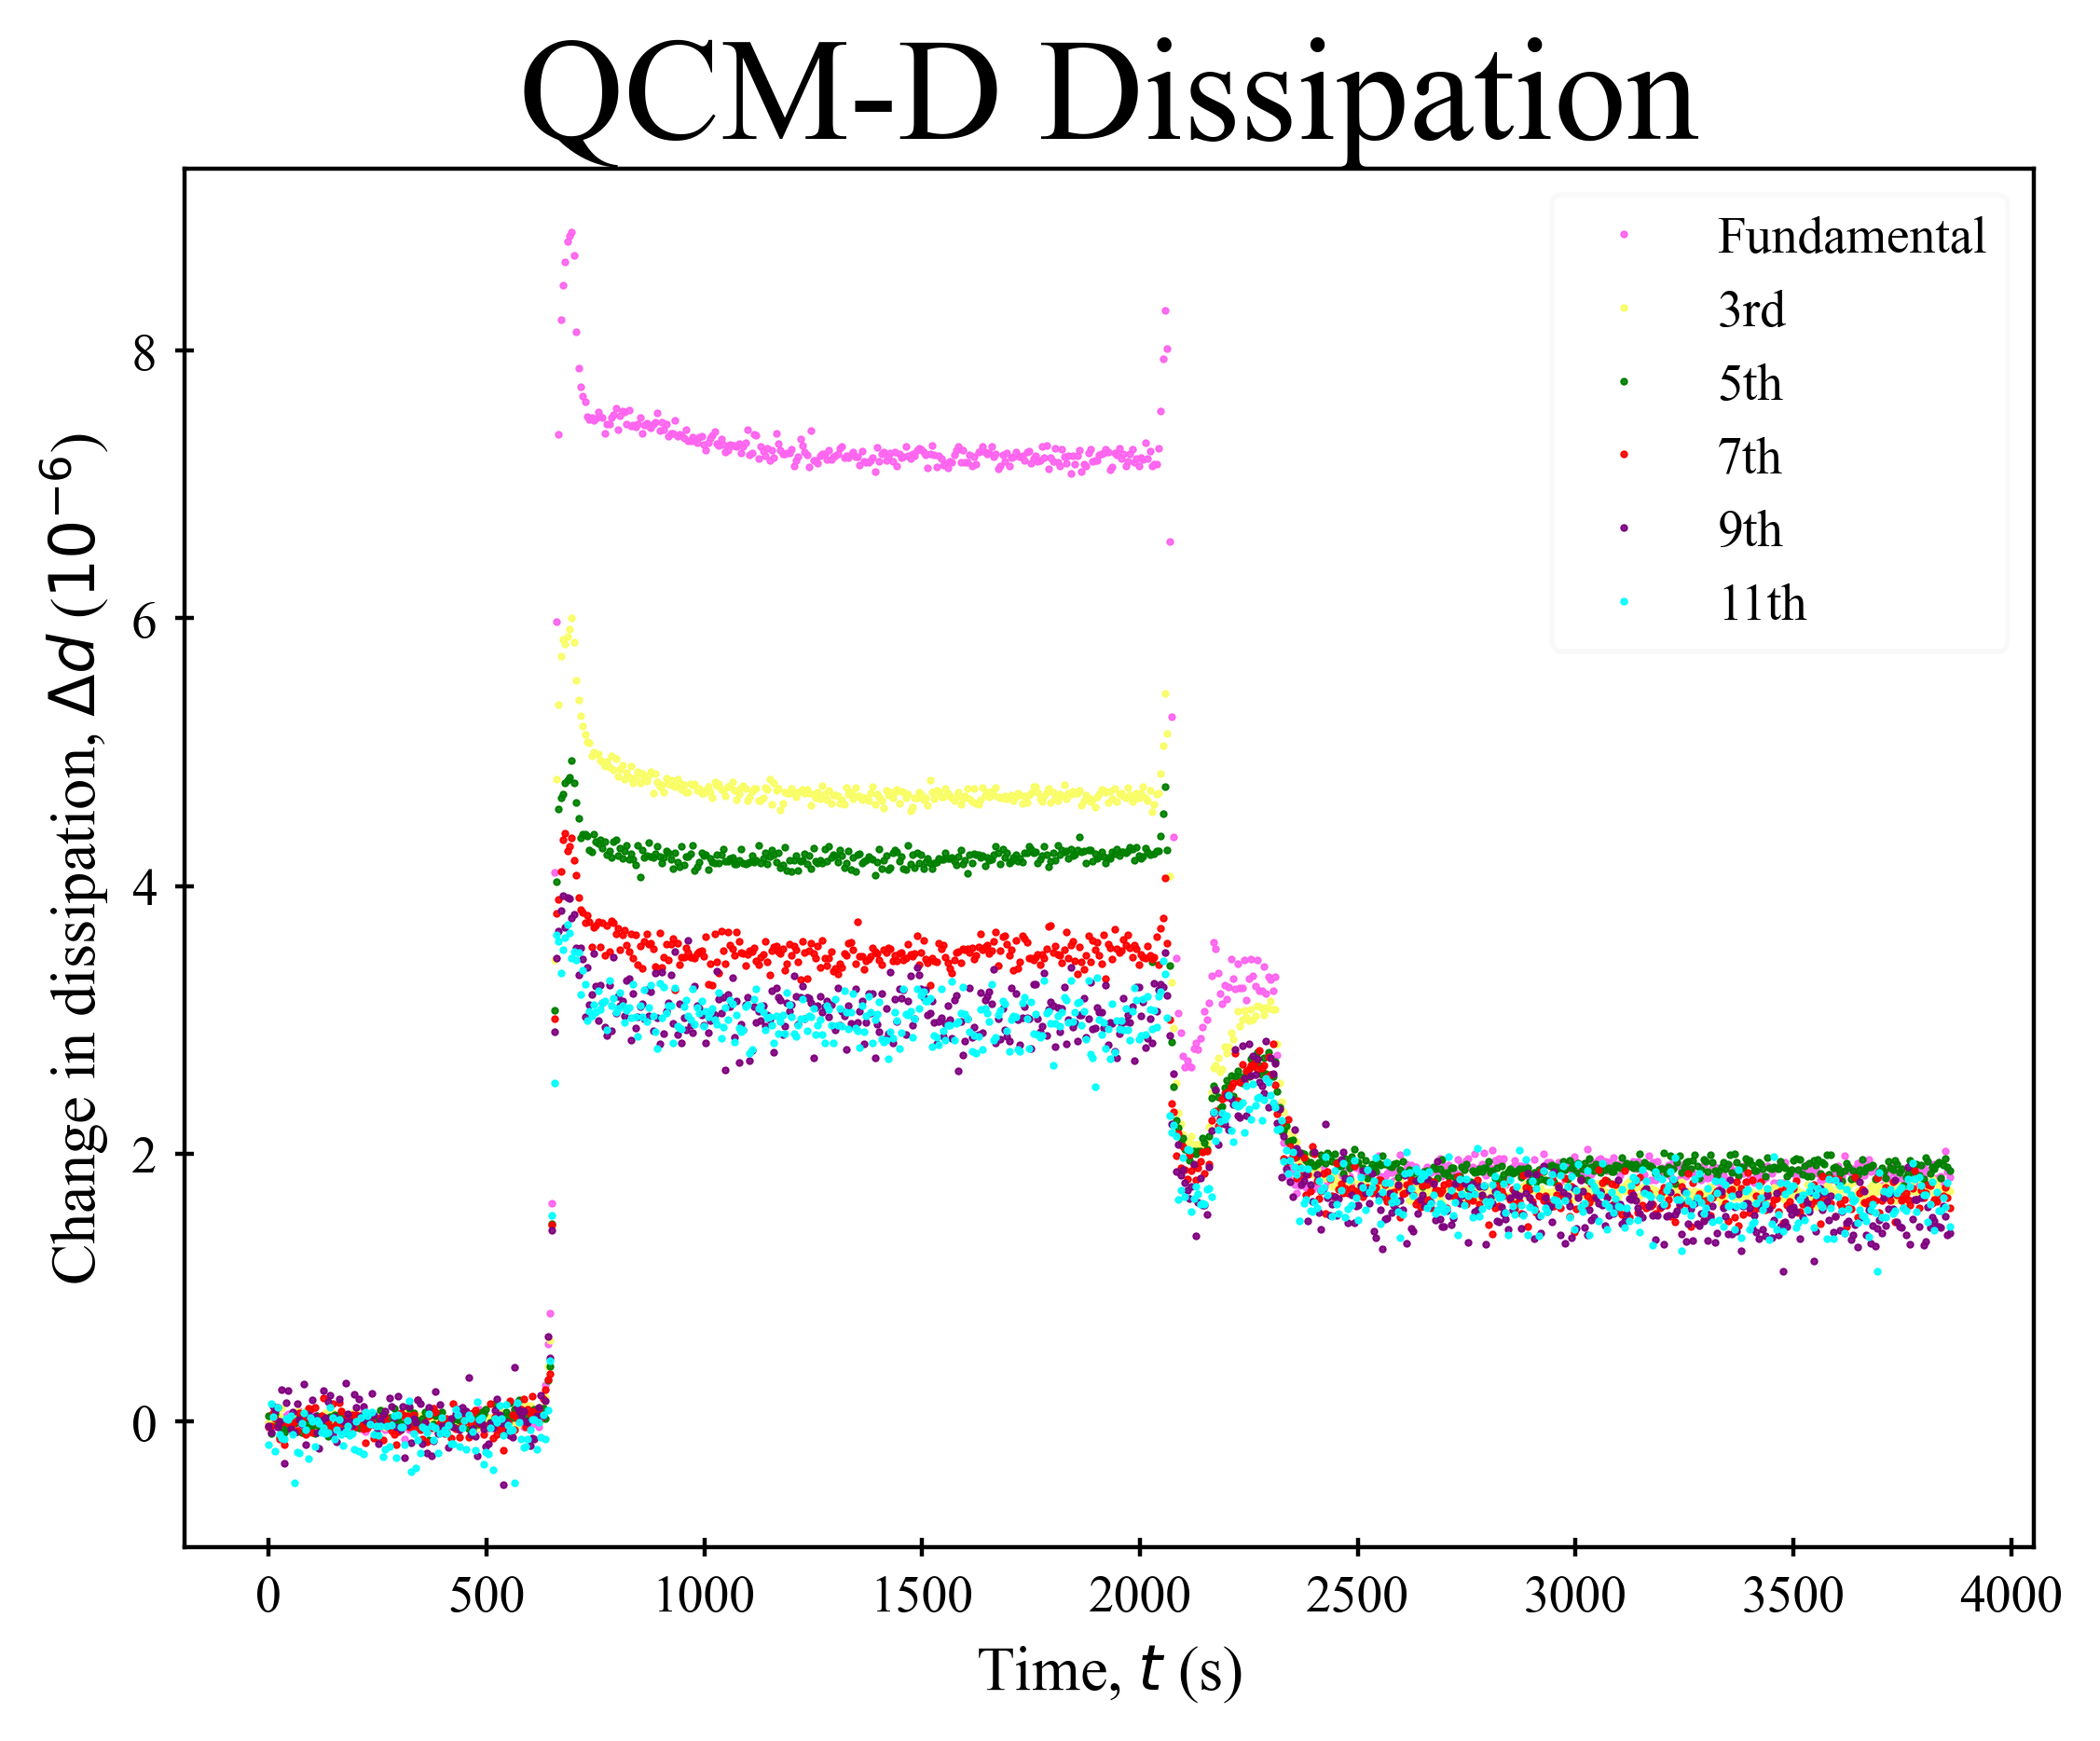 QCM-D Dissipation
Change in dissipation, Δd (10⁻⁶)
8
6
4
2
0
Fundamental
3rd
5th
7th
9th
11th
0 500 1000 1500 2000 2500 3000 3500 4000
Time, t (s)